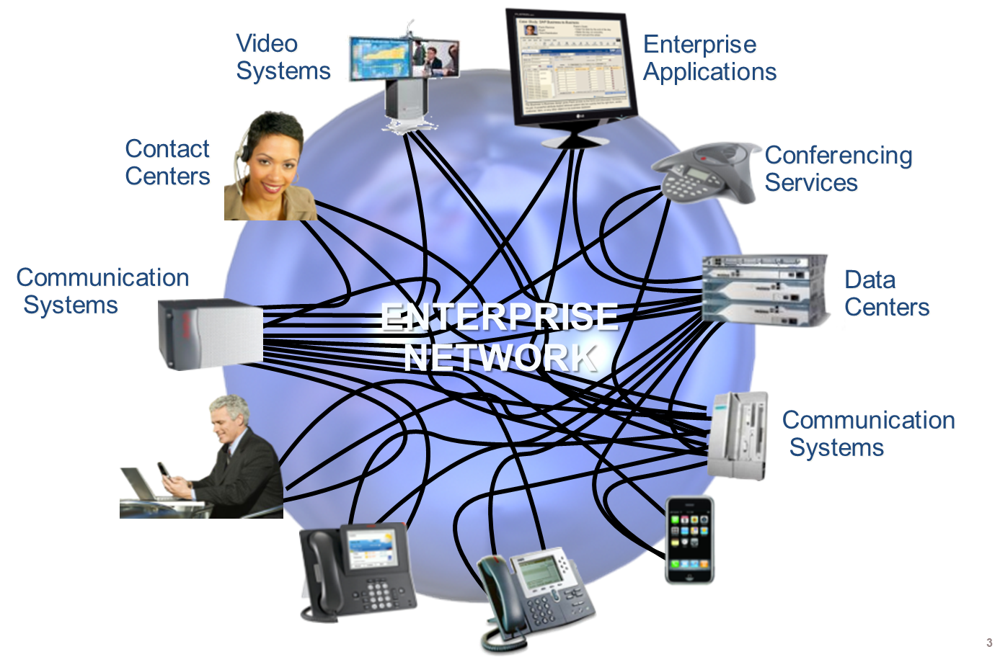 Video
Systems
Enterprise
Applications
Contact
Centers
Conferencing
Services
Communication
Systems
Data
Centers
ENTERPRISE
NETWORK
Communication
Systems
3